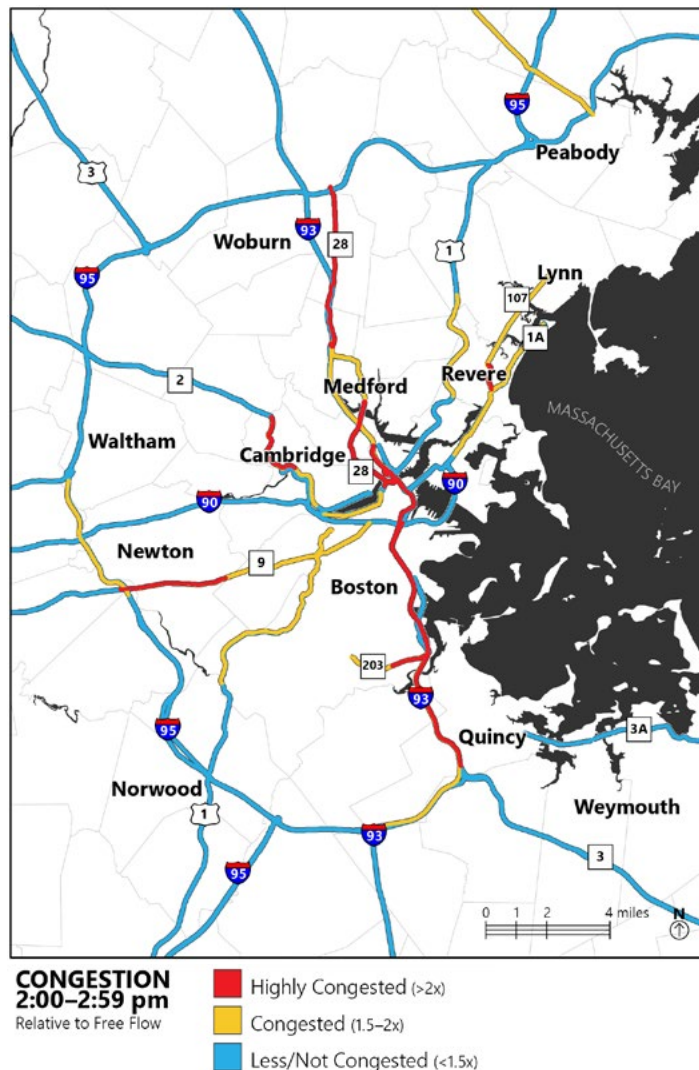 95
3
Peabody
Woburn
93
28
1
95
Lynn
107
1A
2
Medford
Revere
MASSACHUSETTS BAY
Waltham
Cambridge
28
90
90
Newton
9
Boston
203
93
Quincy
3A
95
Norwood
Weymouth
1
93
3
95
0 1 2 4 miles
N
CONGESTION
2:00–2:59 pm
Relative to Free Flow
Highly Congested (>2x)
Congested (1.5–2x)
Less/Not Congested (<1.5x)